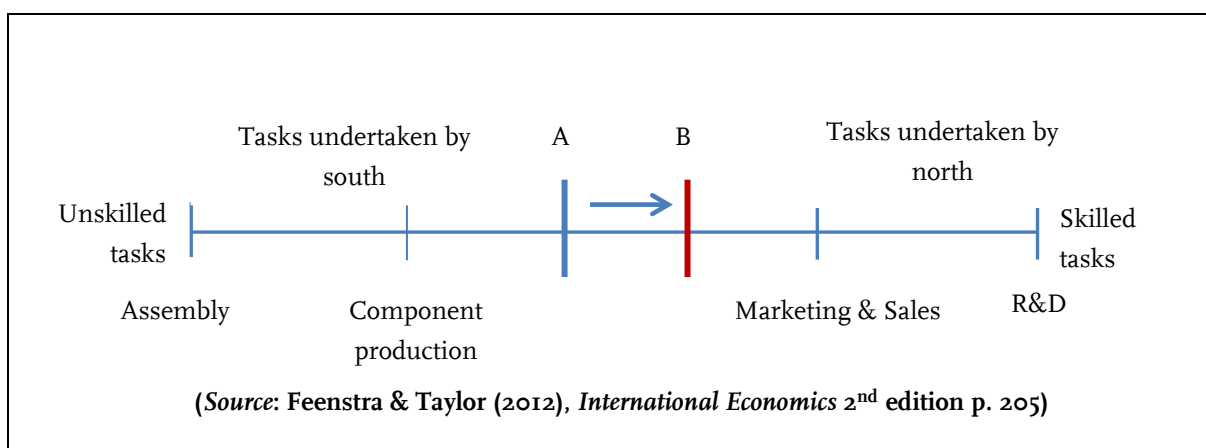 Tasks undertaken by
south
A
B
Tasks undertaken by
north
Unskilled
tasks
Skilled
tasks
Assembly
Component
production
Marketing & Sales
R&D
(Source: Feenstra & Taylor (2012), International Economics 2nd edition p. 205)